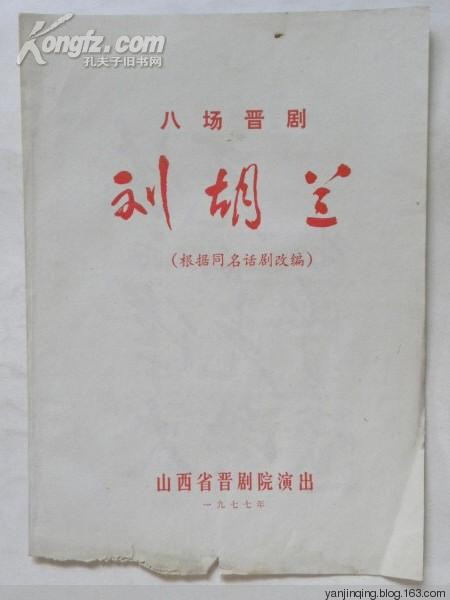 Kongfz.com
孔夫子旧书网
八场晋剧
刘胡兰
(根据同名话剧改编)
山西省晋剧院演出
一九七七年
yanjinqing.blog.163.com